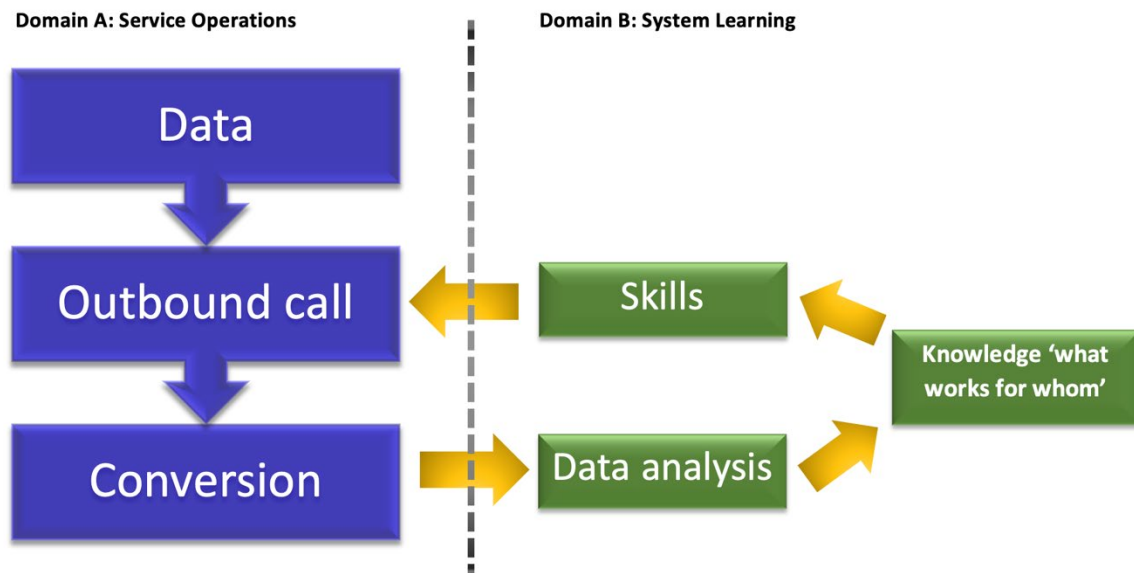 Domain A: Service Operations
Domain B: System Learning
Data
Outbound call
Skills
Knowledge ‘what
works for whom’
Conversion
Data analysis